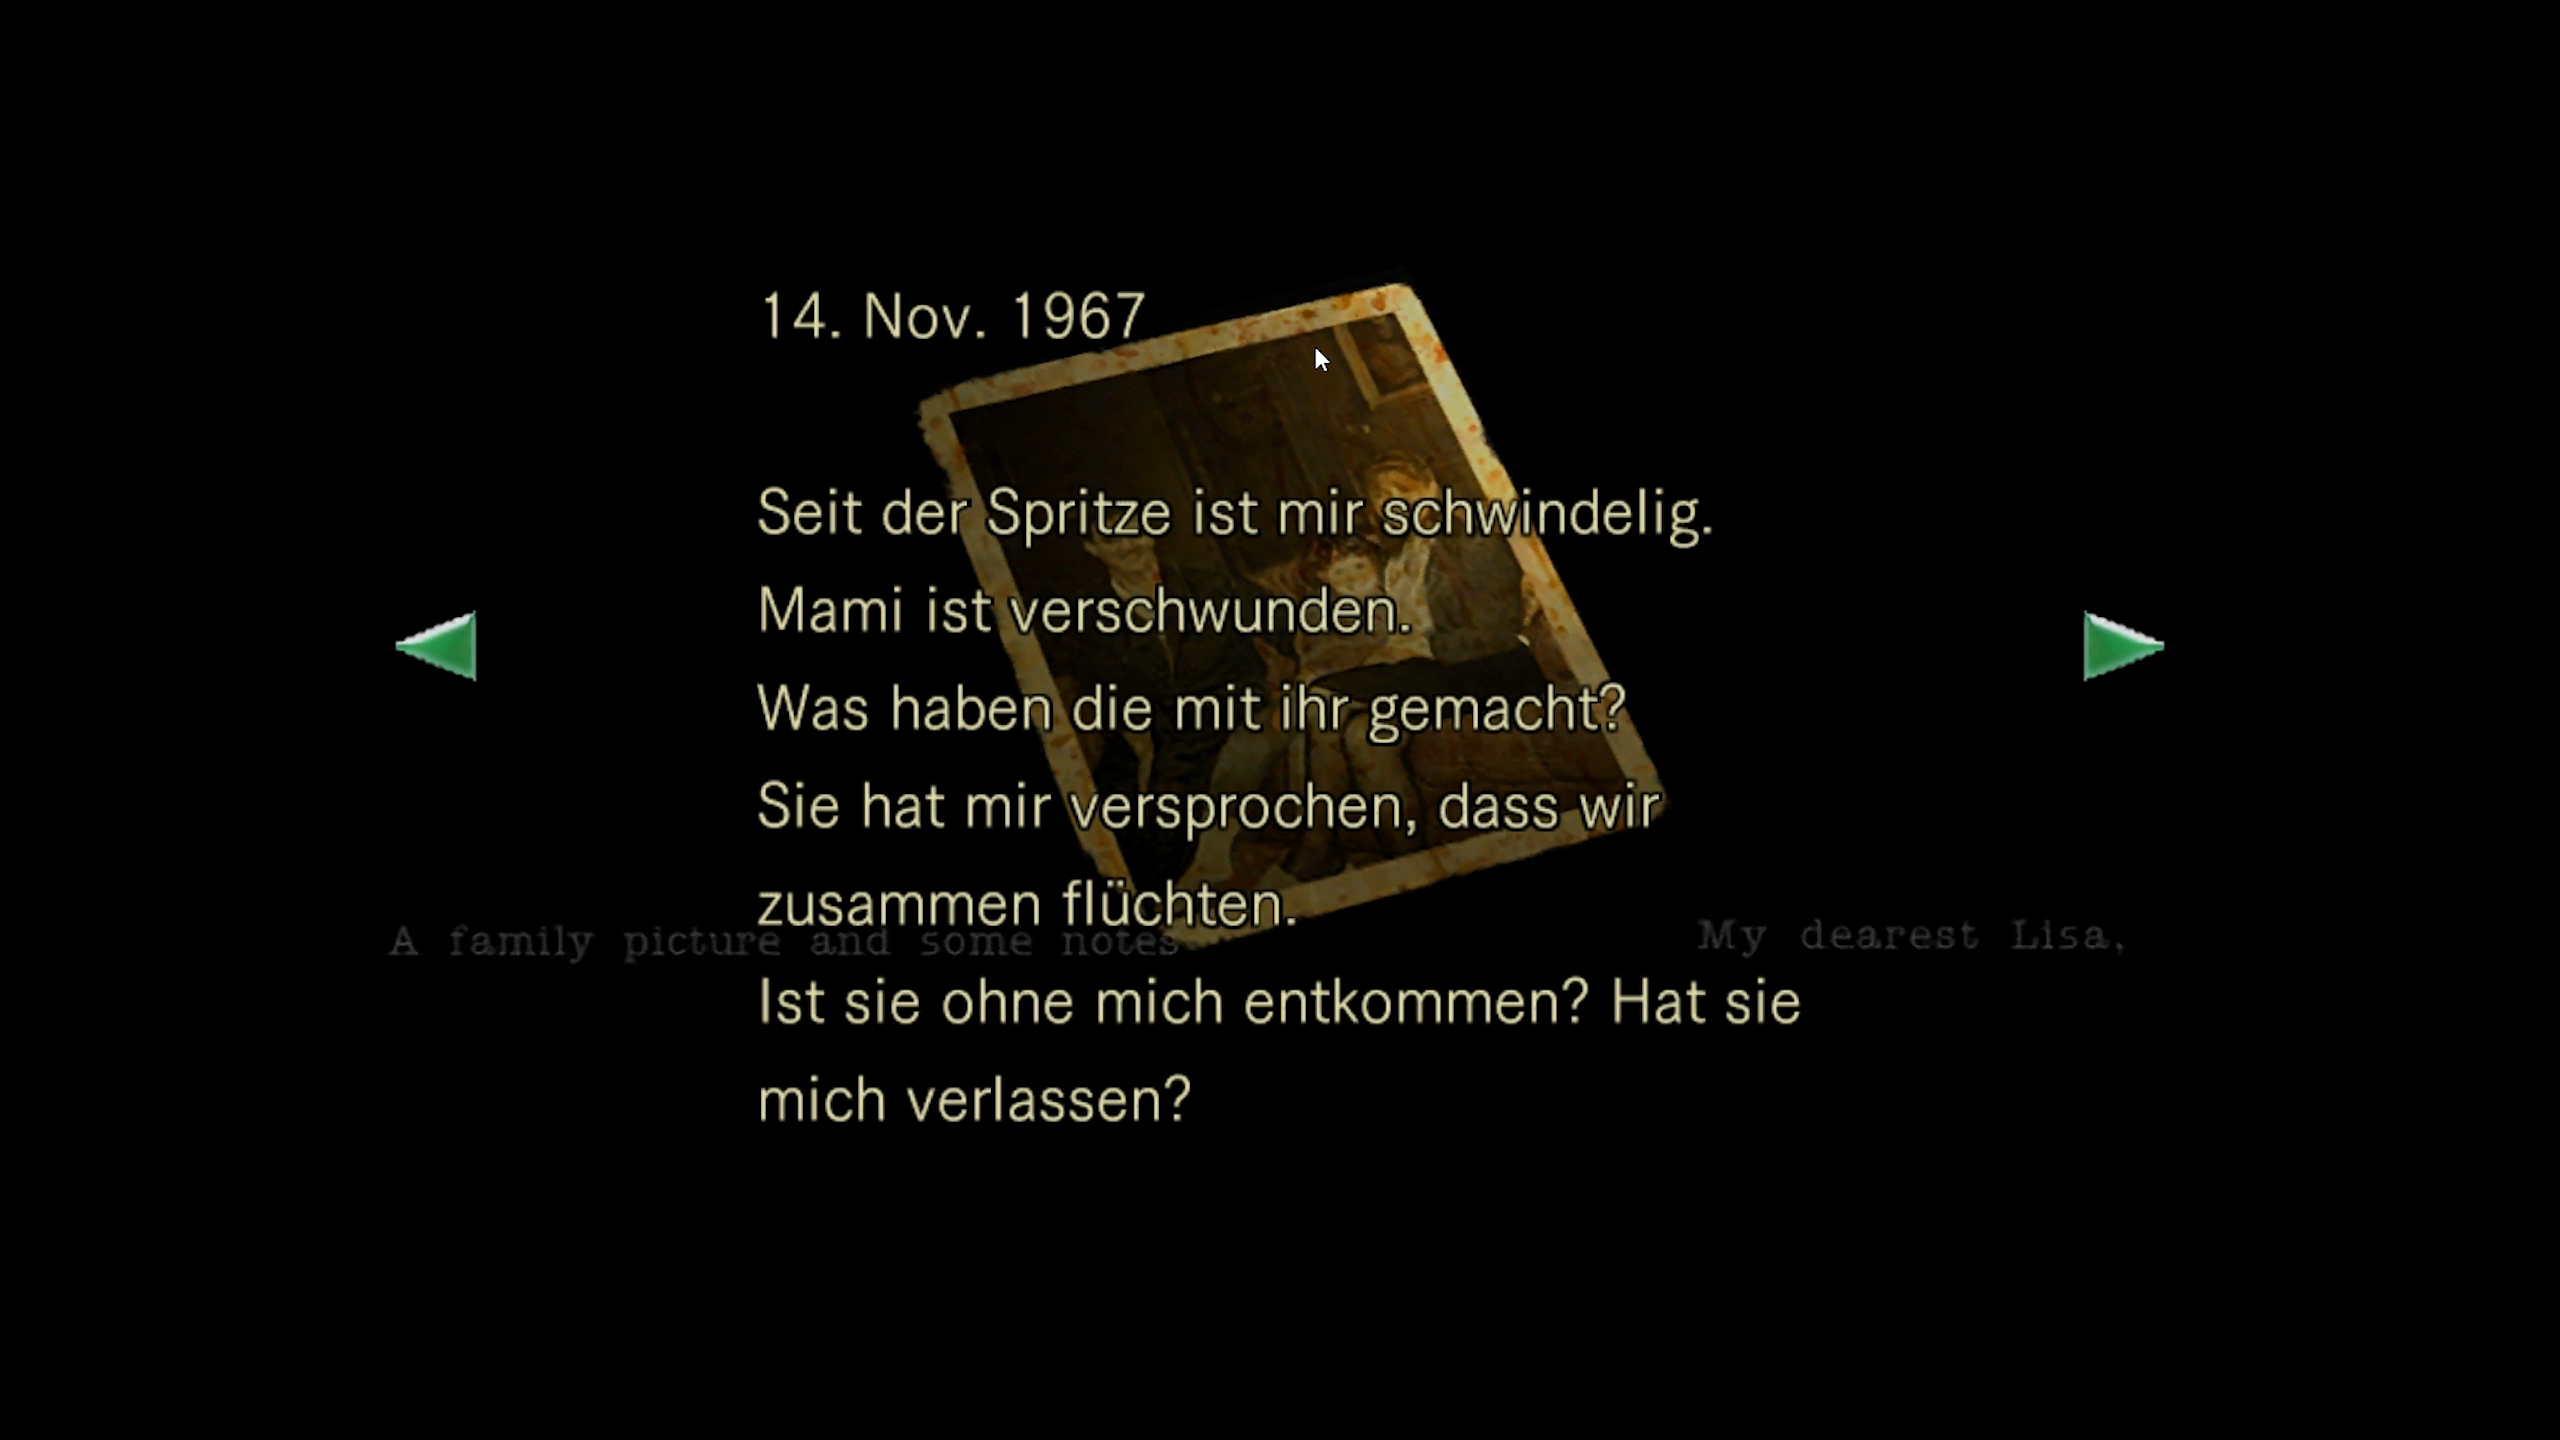 14. Nov. 1967
Seit der Spritze ist mir schwindelig.
Mami ist verschwunden.
Was haben die mit ihr gemacht?
Sie hat mir versprochen, dass wir
zusammen flüchten.
A family picture and some notes
My dearest Lisa,
Ist sie ohne mich entkommen? Hat sie
mich verlassen?